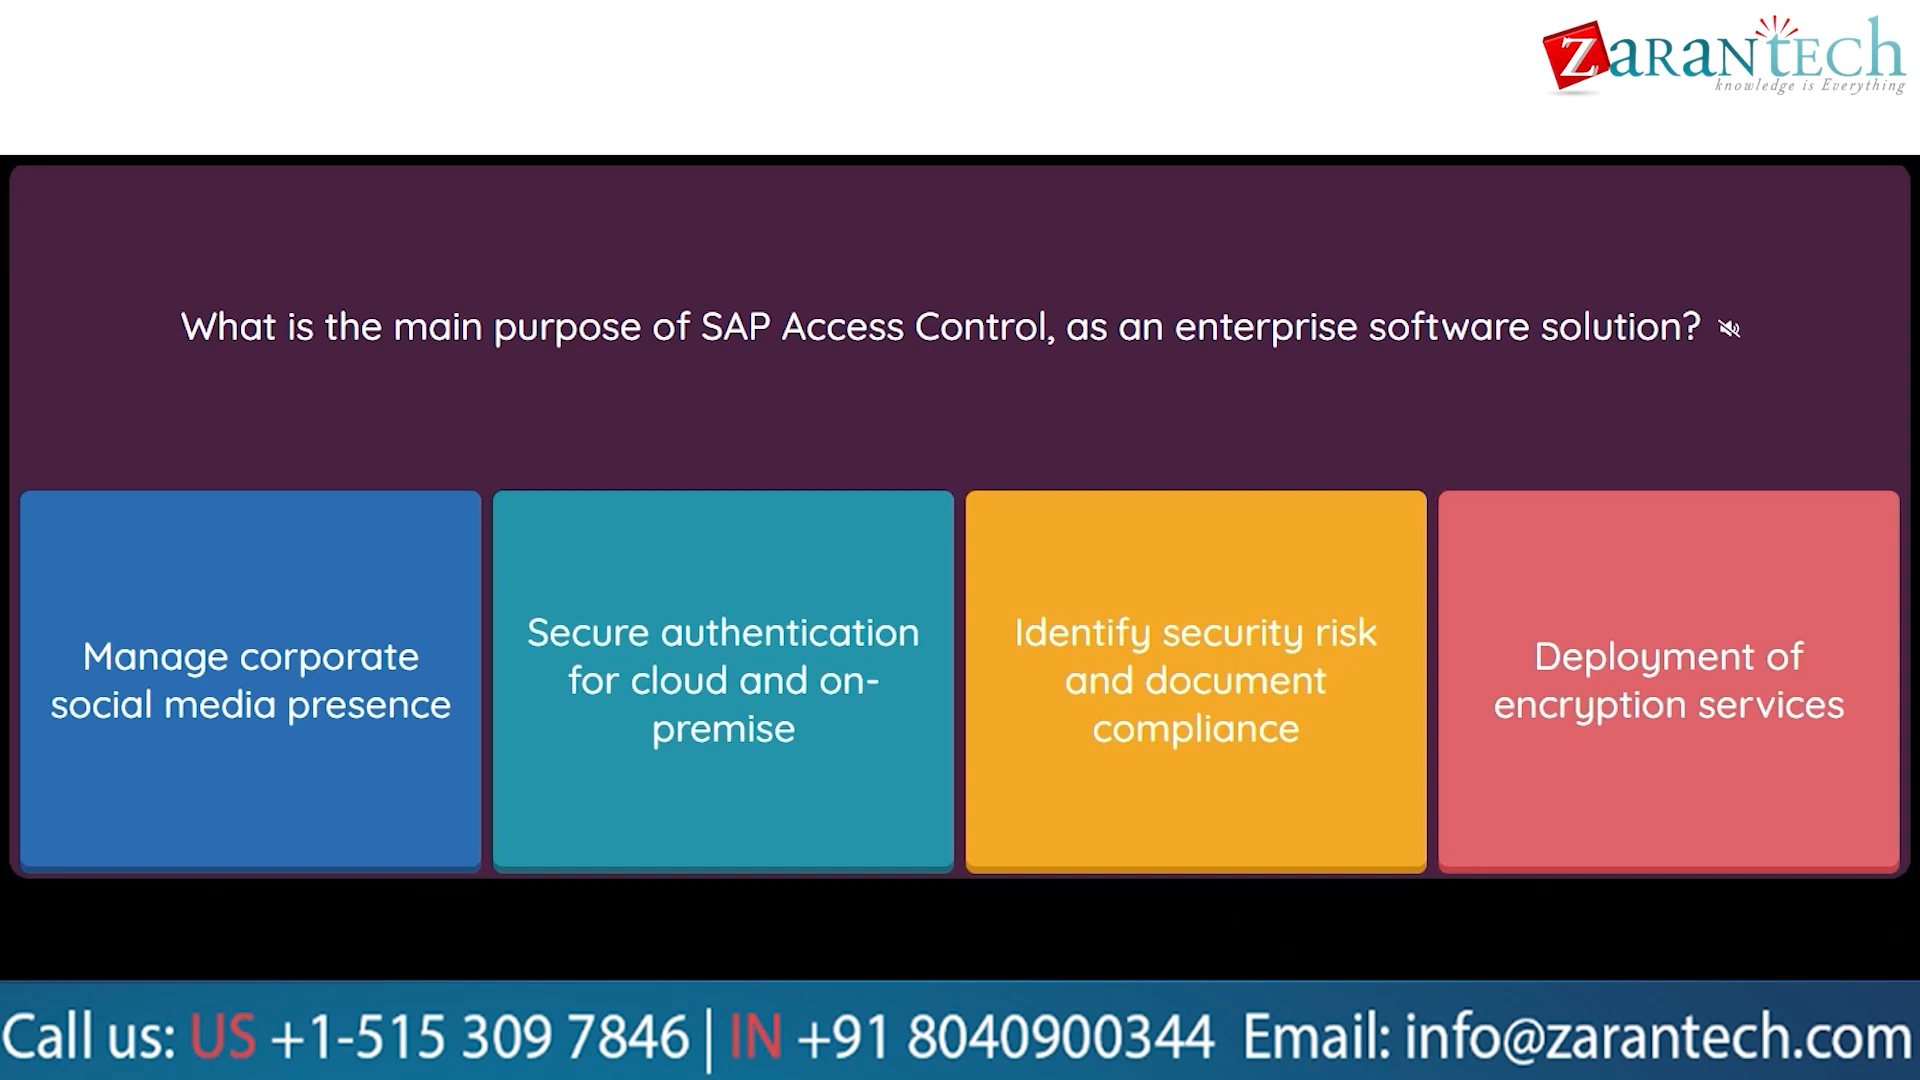 ZaranTech
knowledge is Everything
What is the main purpose of SAP Access Control, as an enterprise software solution?
Manage corporate
social media presence
Secure authentication
for cloud and on-
premise
Identify security risk
and document
compliance
Deployment of
encryption services
Call us: US +1-515 309 7846 | IN +91 8040900344 Email: info@zarantech.com